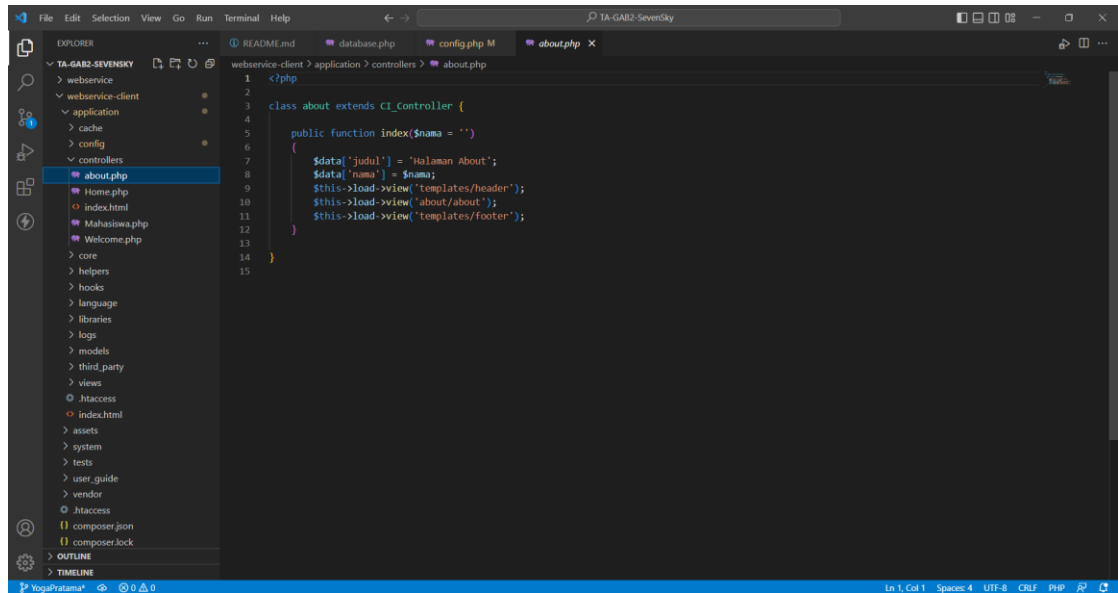 File Edit Selection View Go Run Terminal Help
TA-GAB2-SevenSky
EXPLORER
README.md database.php config.php M about.php
TA-GAB2-SEVENSKY
webservice-client > application > controllers > about.php
webservice
webservice-client
application
cache
config
controllers
about.php
Home.php
index.html
Mahasiswa.php
Welcome.php
core
helpers
hooks
language
libraries
logs
models
third_party
views
.htaccess
index.html
assets
system
tests
user_guide
vendor
.htaccess
composer.json
composer.lock
OUTLINE
TIMELINE
1 <?php
2
3 class about extends CI_Controller {
4
5 public function index($nama = '')
6 {
7 $data['judul'] = 'Halaman About';
8 $data['nama'] = $nama;
9 $this->load->view('templates/header');
10 $this->load->view('about/about');
11 $this->load->view('templates/footer');
12 }
13
14 }
15
1
YogaPratama* 0 0
Ln 1, Col 1 Spaces: 4 UTF-8 CRLF PHP